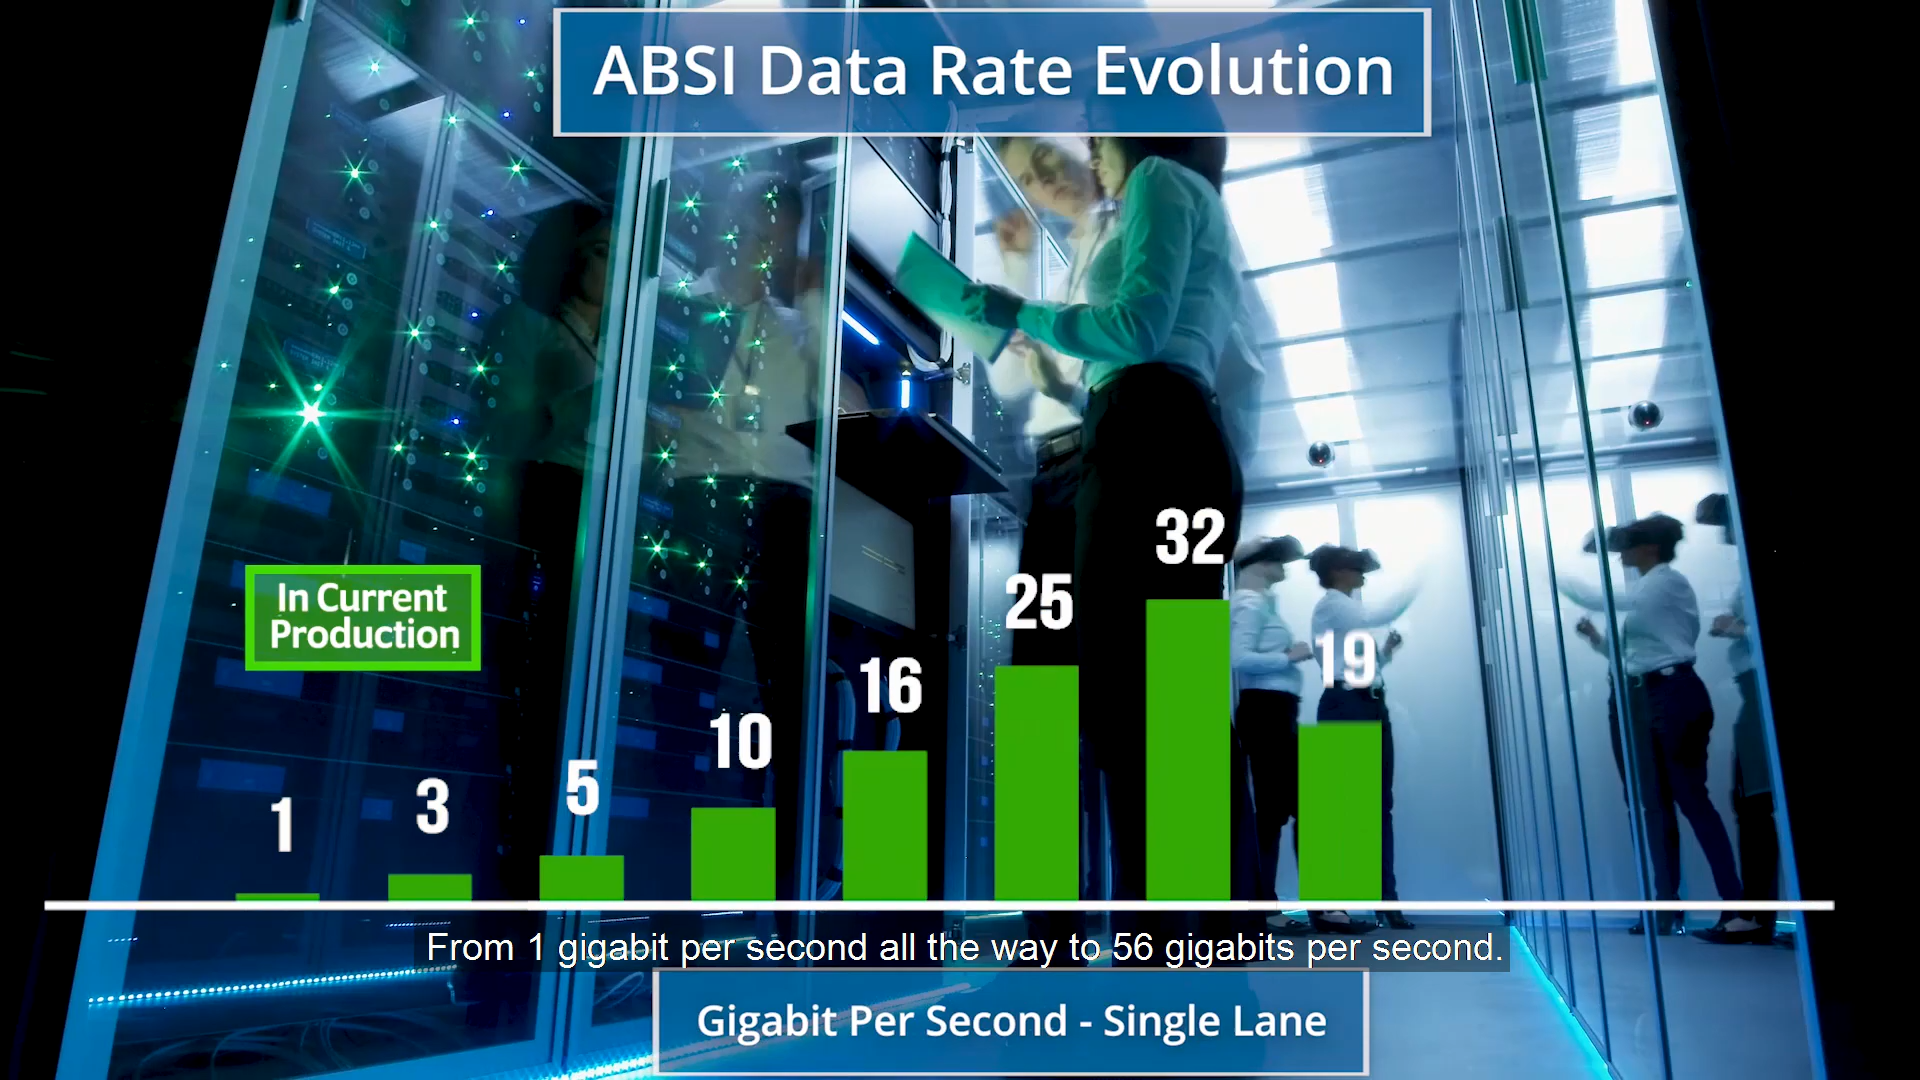 ABSI Data Rate Evolution
In Current
Production
1
3
5
10
16
25
32
19
From 1 gigabit per second all the way to 56 gigabits per second.
Gigabit Per Second - Single Lane